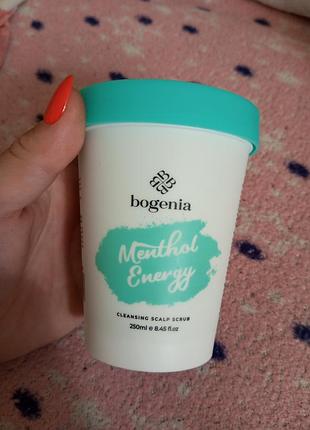 bogenia
Menthol
Energy
CLEANSING SCALP SCRUB
250ml e 8.45 fl.oz